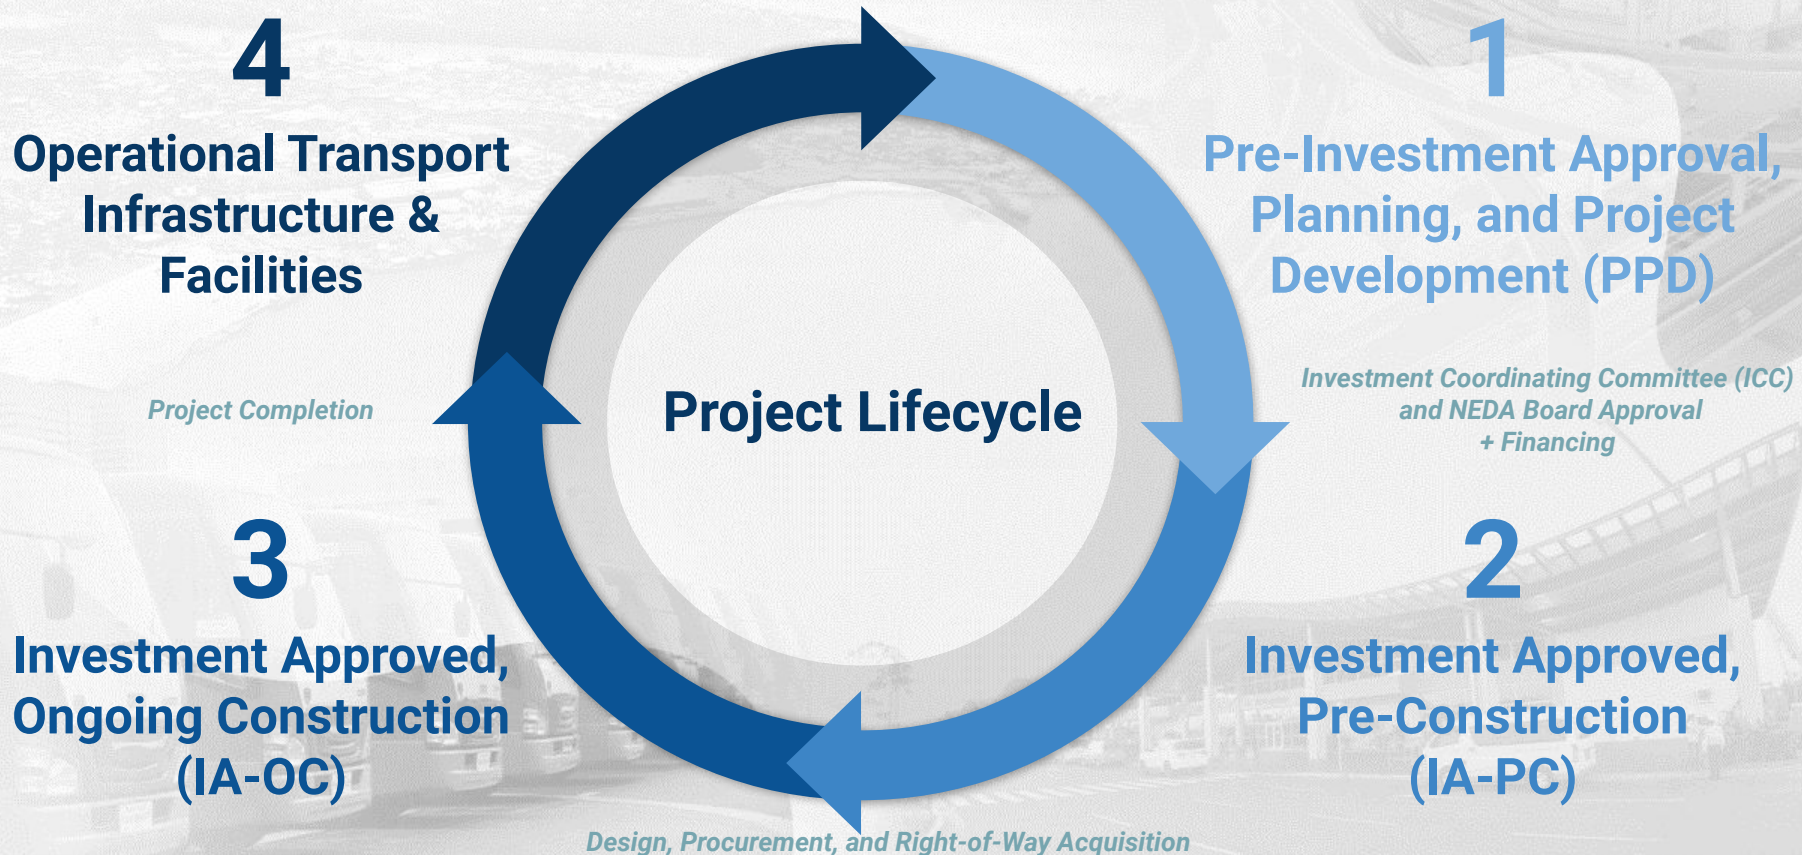 4
Operational Transport
Infrastructure &
Facilities
Project Completion
3
Investment Approved,
Ongoing Construction
(IA-OC)
Project Lifecycle
1
Pre-Investment Approval,
Planning, and Project
Development (PPD)
Investment Coordinating Committee (ICC)
and NEDA Board Approval
+ Financing
2
Investment Approved,
Pre-Construction
(IA-PC)
Design, Procurement, and Right-of-Way Acquisition